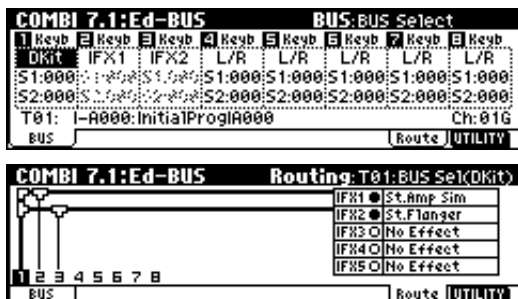 COMBI 7.1:Ed-BUS BUS:BUS Select
1 Keyb 2 Keyb 3 Keyb 4 Keyb 5 Keyb 6 Keyb 7 Keyb 8 Keyb
DKit IFX1 IFX2 L/R L/R L/R L/R L/R
S1:000 S1:000 S1:000 S1:000 S1:000 S1:000
S2:000 S2:000 S2:000 S2:000 S2:000 S2:000
T01: I-A000:InitialProgIA000 Ch:01G
BUS Route UTILITY
COMBI 7.1:Ed-BUS Routing:T01:BUS Sel(DKit)
IFX1 St.Amp Sim
IFX2 St.Flanger
IFX3 No Effect
IFX4 No Effect
IFX5 No Effect
1 2 3 4 5 6 7 8
BUS Route UTILITY